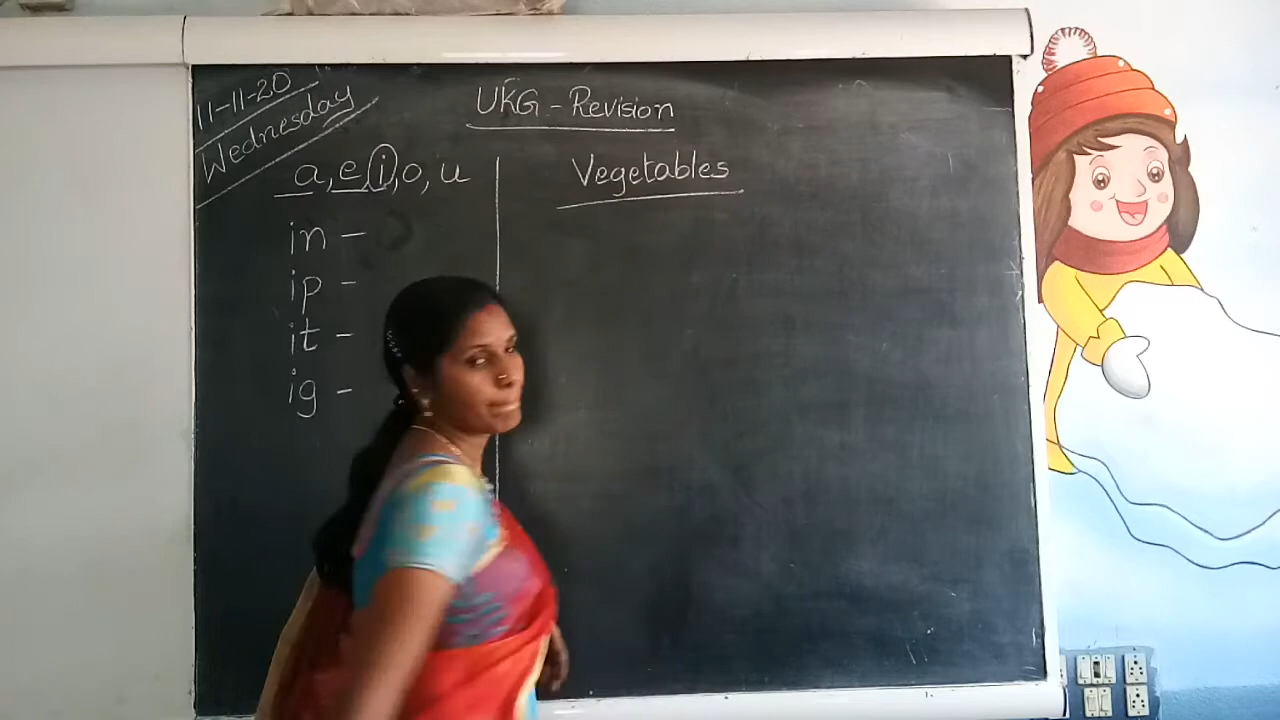 11-11-20
Wednesday
UKG - Revision
a, e, i, o, u
in -
ip -
it -
ig -
Vegetables